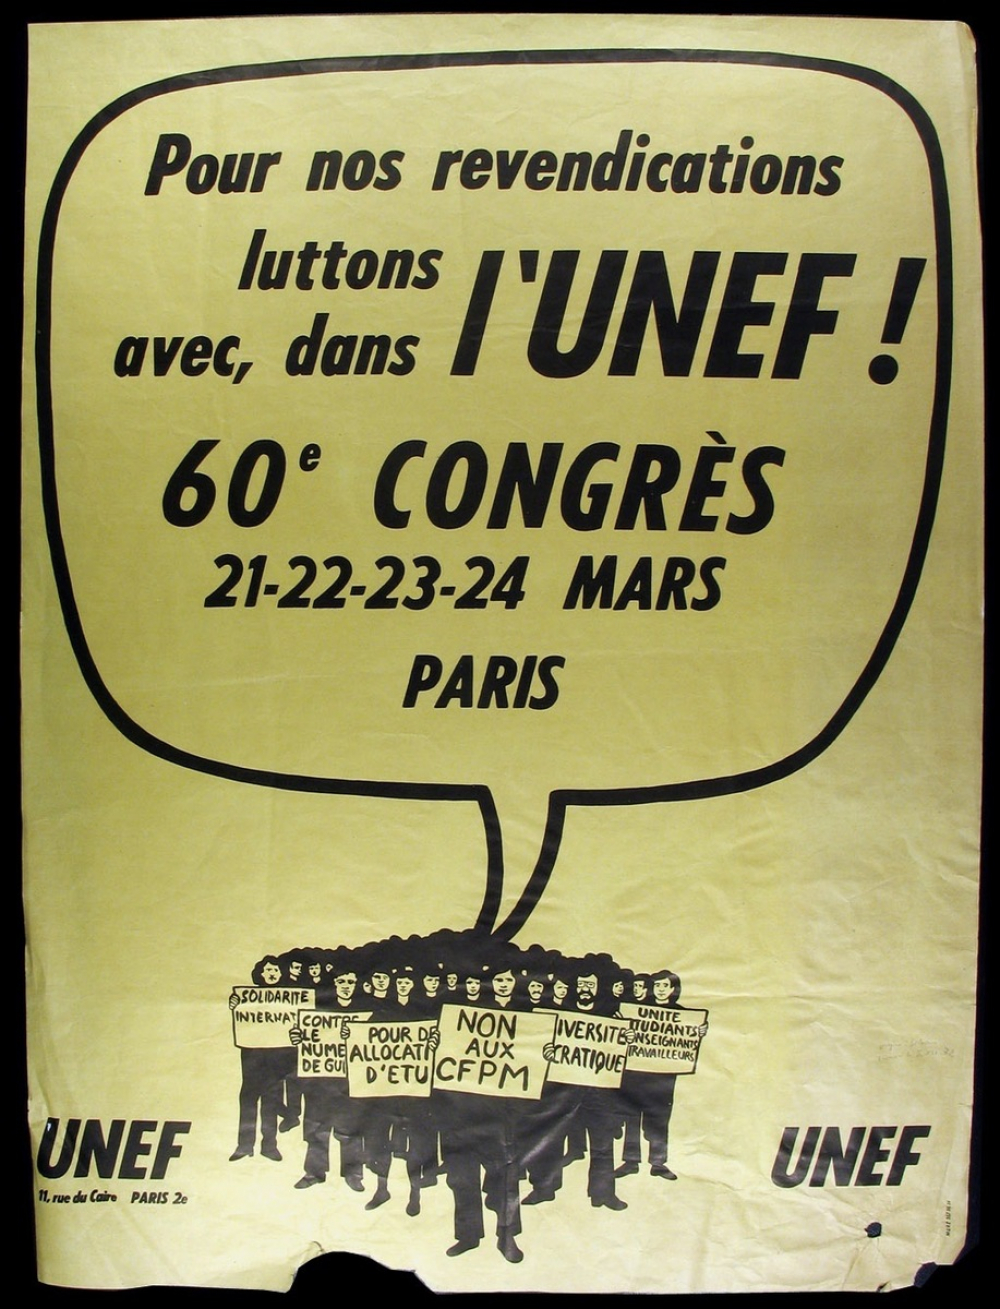 Pour nos revendications
luttons
avec, dans l'UNEF !
60e CONGRÈS
21-22-23-24 MARS
PARIS
SOLIDARITE
INTERNAT
CONTRE
LE
NUME
DE GUI
POUR DE
ALLOCATI
D'ETU
NON
AUX
CFPM
IVERSITE
CRATIQUE
UNITE
ETUDIANTS
ENSEIGNANTS
TRAVAILLEURS
UNEF
11, rue du Caire PARIS 2e
UNEF